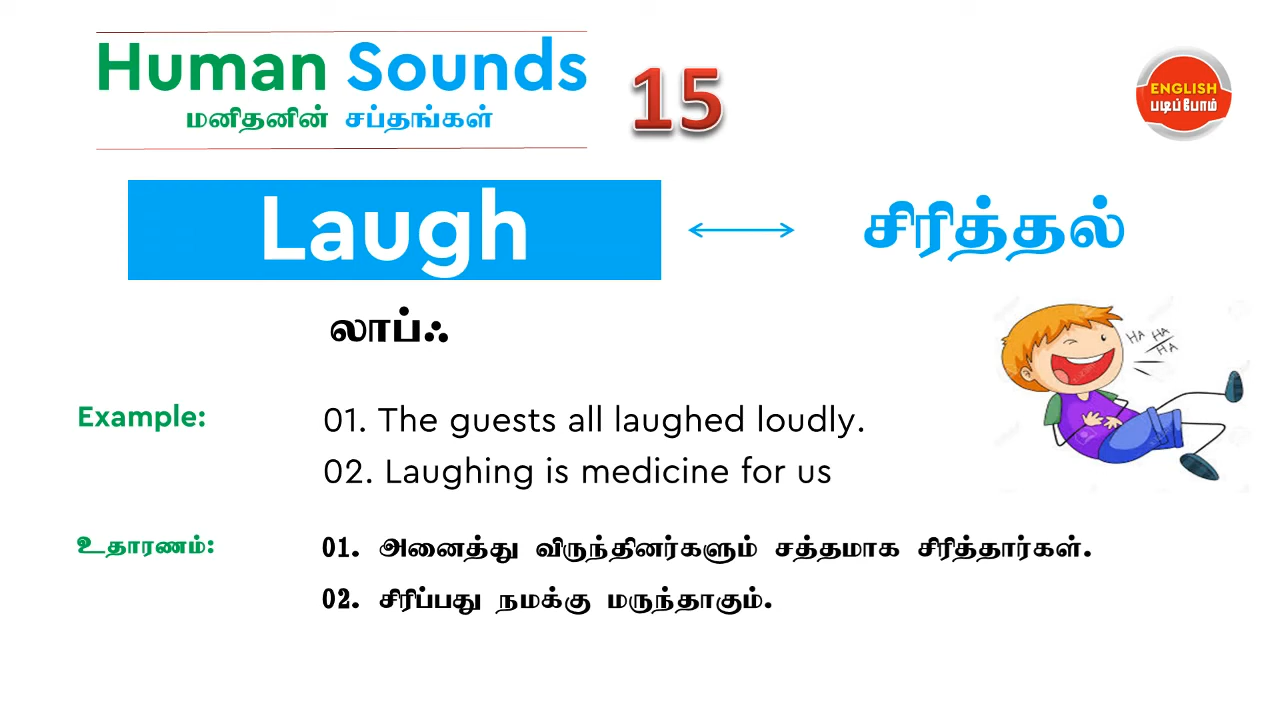 Human Sounds
மனிதனின் சப்தங்கள்
15
ENGLISH
படிப்போம்
Laugh
சிரித்தல்
லாப்ஃ
HA HA HA
Example:
01. The guests all laughed loudly.
02. Laughing is medicine for us
உதாரணம்:
01. அனைத்து விருந்தினர்களும் சத்தமாக சிரித்தார்கள்.
02. சிரிப்பது நமக்கு மருந்தாகும்.